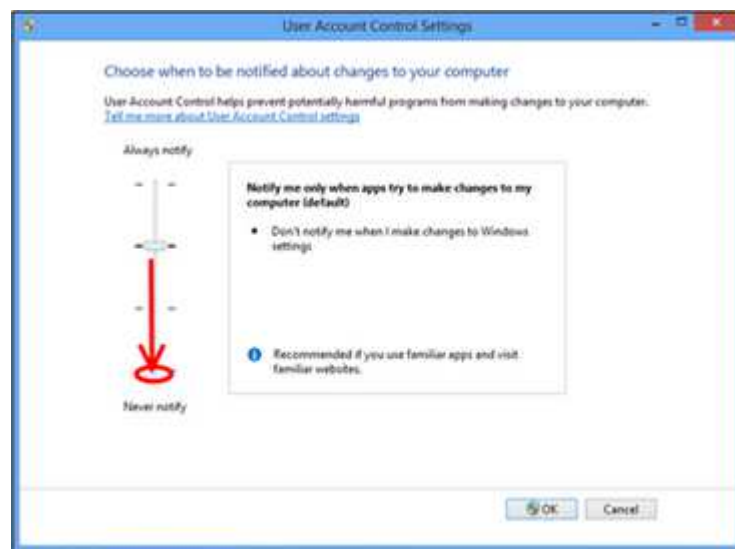 User Account Control Settings
Choose when to be notified about changes to your computer
User Account Control helps prevent potentially harmful programs from making changes to your computer.
Tell me more about User Account Control settings
Always notify
Notify me only when apps try to make changes to my
computer (default)
• Don't notify me when I make changes to Windows
settings
Recommended if you use familiar apps and visit
familiar websites.
Never notify
OK
Cancel